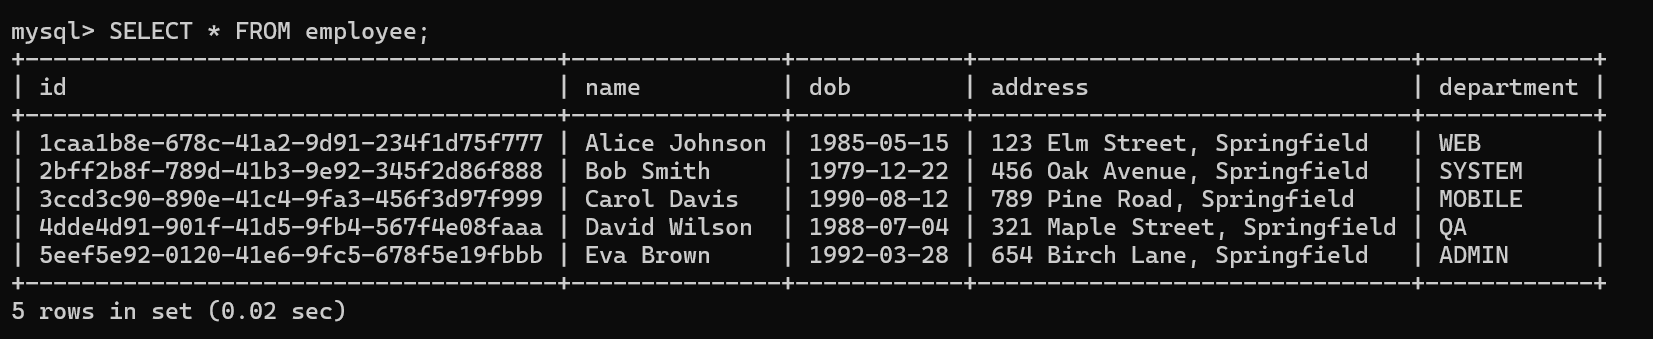 mysql> SELECT * FROM employee;
+--------------------------------------+---------------+------------+-------------------------------+------------+
| id                                   | name          | dob        | address                       | department |
+--------------------------------------+---------------+------------+-------------------------------+------------+
| 1caa1b8e-678c-41a2-9d91-234f1d75f777 | Alice Johnson | 1985-05-15 | 123 Elm Street, Springfield   | WEB        |
| 2bff2b8f-789d-41b3-9e92-345f2d86f888 | Bob Smith     | 1979-12-22 | 456 Oak Avenue, Springfield   | SYSTEM     |
| 3ccd3c90-890e-41c4-9fa3-456f3d97f999 | Carol Davis   | 1990-08-12 | 789 Pine Road, Springfield    | MOBILE     |
| 4dde4d91-901f-41d5-9fb4-567f4e08faaa | David Wilson  | 1988-07-04 | 321 Maple Street, Springfield | QA         |
| 5eef5e92-0120-41e6-9fc5-678f5e19fbbb | Eva Brown     | 1992-03-28 | 654 Birch Lane, Springfield   | ADMIN      |
+--------------------------------------+---------------+------------+-------------------------------+------------+
5 rows in set (0.02 sec)